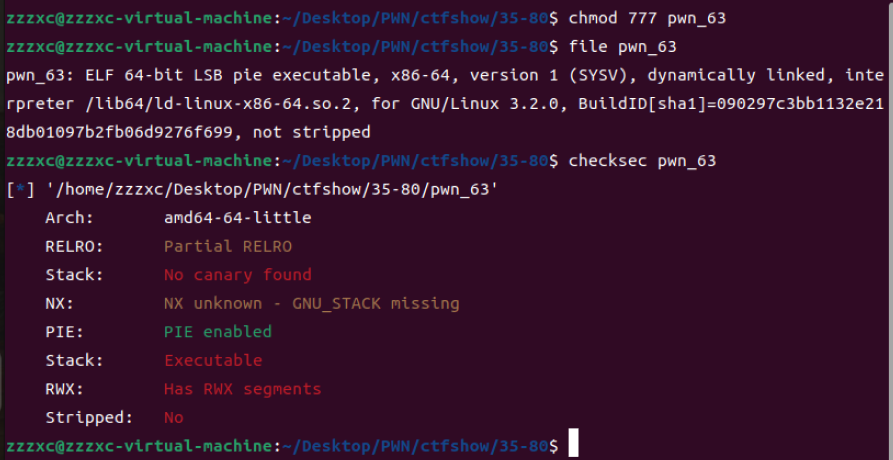 zzzxc@zzzxc-virtual-machine:~/Desktop/PWN/ctfshow/35-80$ chmod 777 pwn_63
zzzxc@zzzxc-virtual-machine:~/Desktop/PWN/ctfshow/35-80$ file pwn_63
pwn_63: ELF 64-bit LSB pie executable, x86-64, version 1 (SYSV), dynamically linked, inte
rpreter /lib64/ld-linux-x86-64.so.2, for GNU/Linux 3.2.0, BuildID[sha1]=090297c3bb1132e21
8db01097b2fb06d9276f699, not stripped
zzzxc@zzzxc-virtual-machine:~/Desktop/PWN/ctfshow/35-80$ checksec pwn_63
[*] '/home/zzzxc/Desktop/PWN/ctfshow/35-80/pwn_63'
    Arch:       amd64-64-little
    RELRO:      Partial RELRO
    Stack:      No canary found
    NX:         NX unknown - GNU_STACK missing
    PIE:        PIE enabled
    Stack:      Executable
    RWX:        Has RWX segments
    Stripped:   No
zzzxc@zzzxc-virtual-machine:~/Desktop/PWN/ctfshow/35-80$